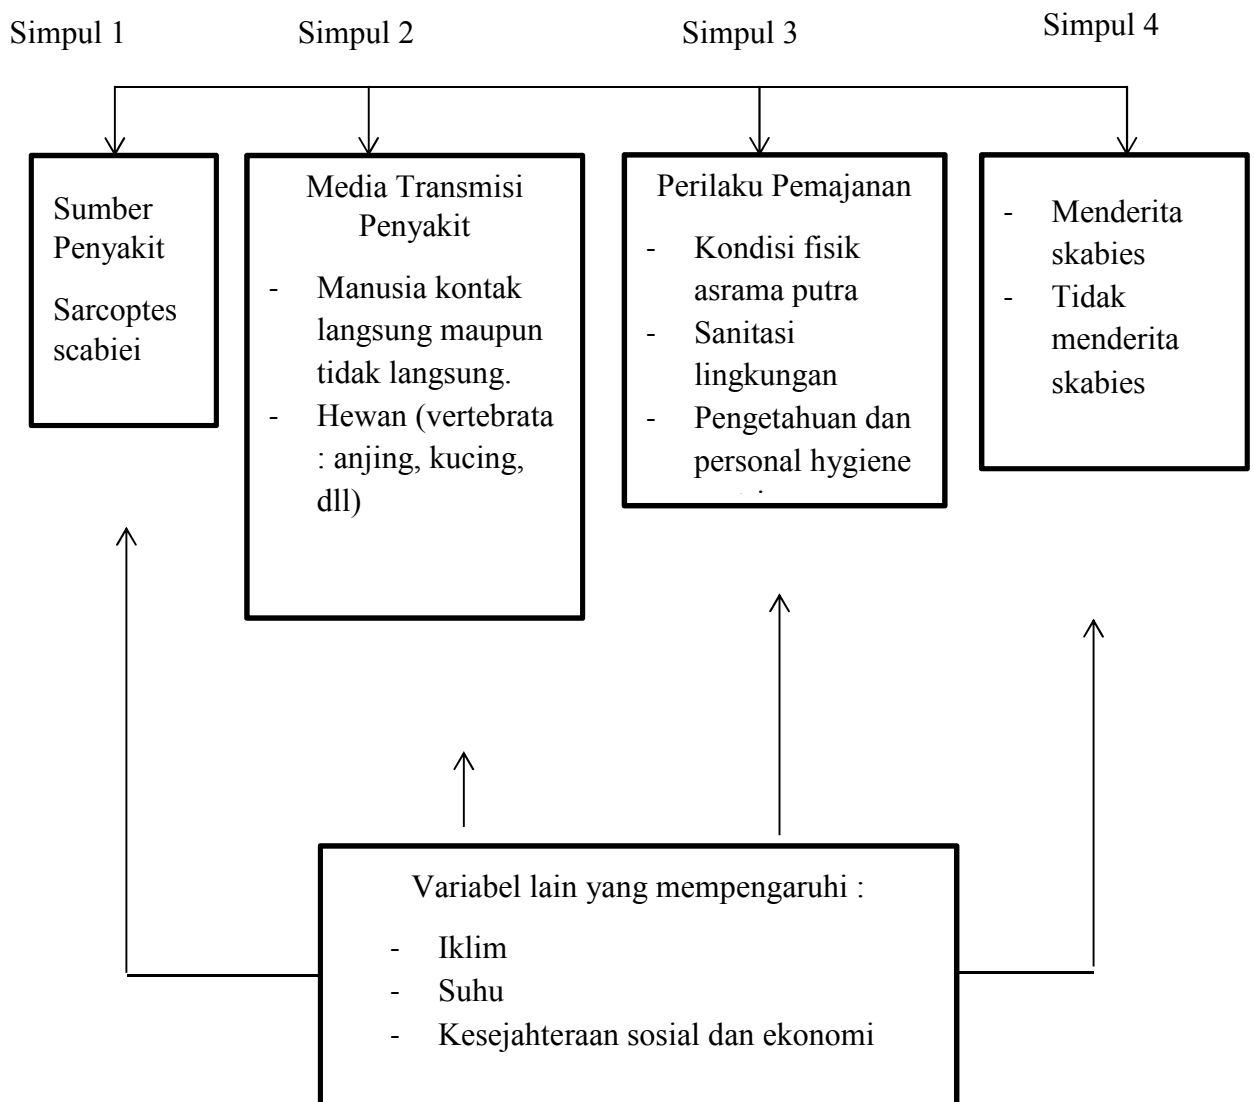 Simpul 1
Simpul 2
Simpul 3
Simpul 4
Sumber
Penyakit
Sarcoptes
scabiei
Media Transmisi
Penyakit
- Manusia kontak
langsung maupun
tidak langsung.
- Hewan (vertebrata
: anjing, kucing,
dll)
Perilaku Pemajanan
- Kondisi fisik
asrama putra
- Sanitasi
lingkungan
- Pengetahuan dan
personal hygiene
- Menderita
skabies
- Tidak
menderita
skabies
Variabel lain yang mempengaruhi :
- Iklim
- Suhu
- Kesejahteraan sosial dan ekonomi